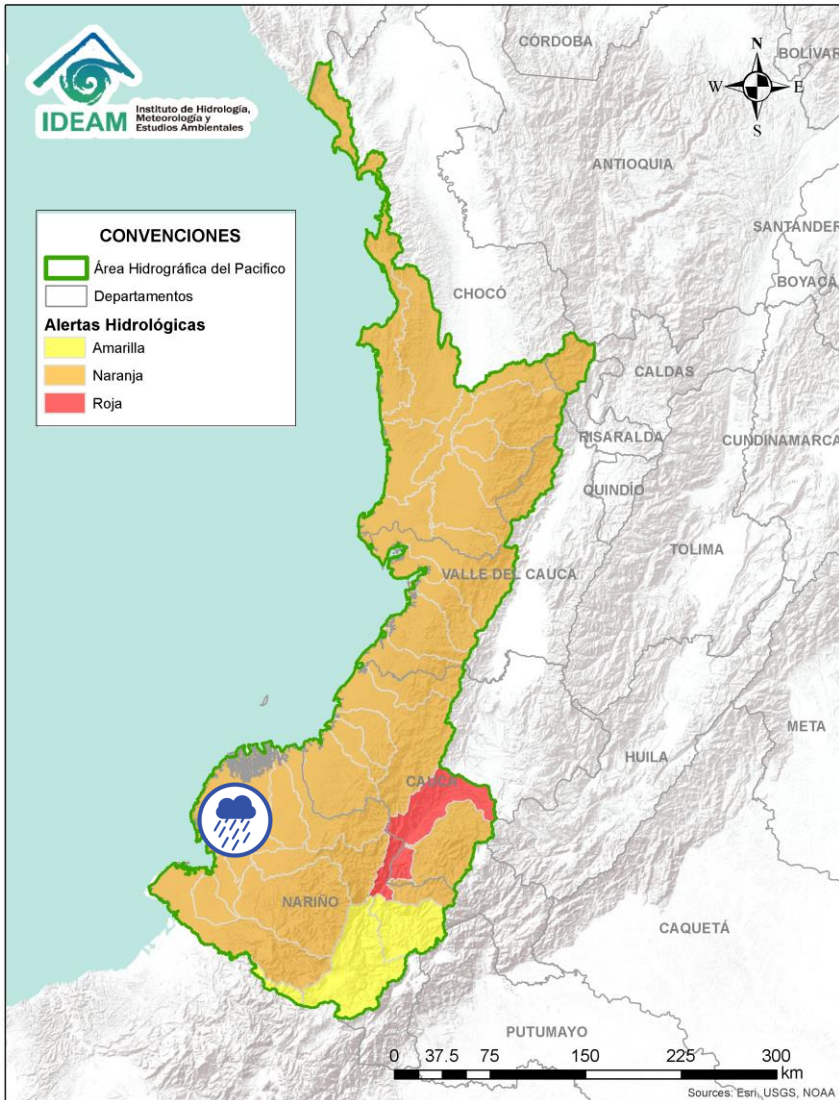 IDEAM
Instituto de Hidrología,
Meteorología y
Estudios Ambientales
N
W
E
S
CÓRDOBA
BOLÍVAR
ANTIOQUIA
SANTANDER
BOYACÁ
CONVENCIONES
Área Hidrográfica del Pacifico
Departamentos
Alertas Hidrológicas
Amarilla
Naranja
Roja
CHOCÓ
CALDAS
RISARALDA
CUNDINAMARCA
QUINDÍO
TOLIMA
VALLE DEL CAUCA
META
HUILA
CAUCA
NARIÑO
CAQUETÁ
PUTUMAYO
0 37.5 75 150 225 300
km
Sources: Esri, USGS, NOAA